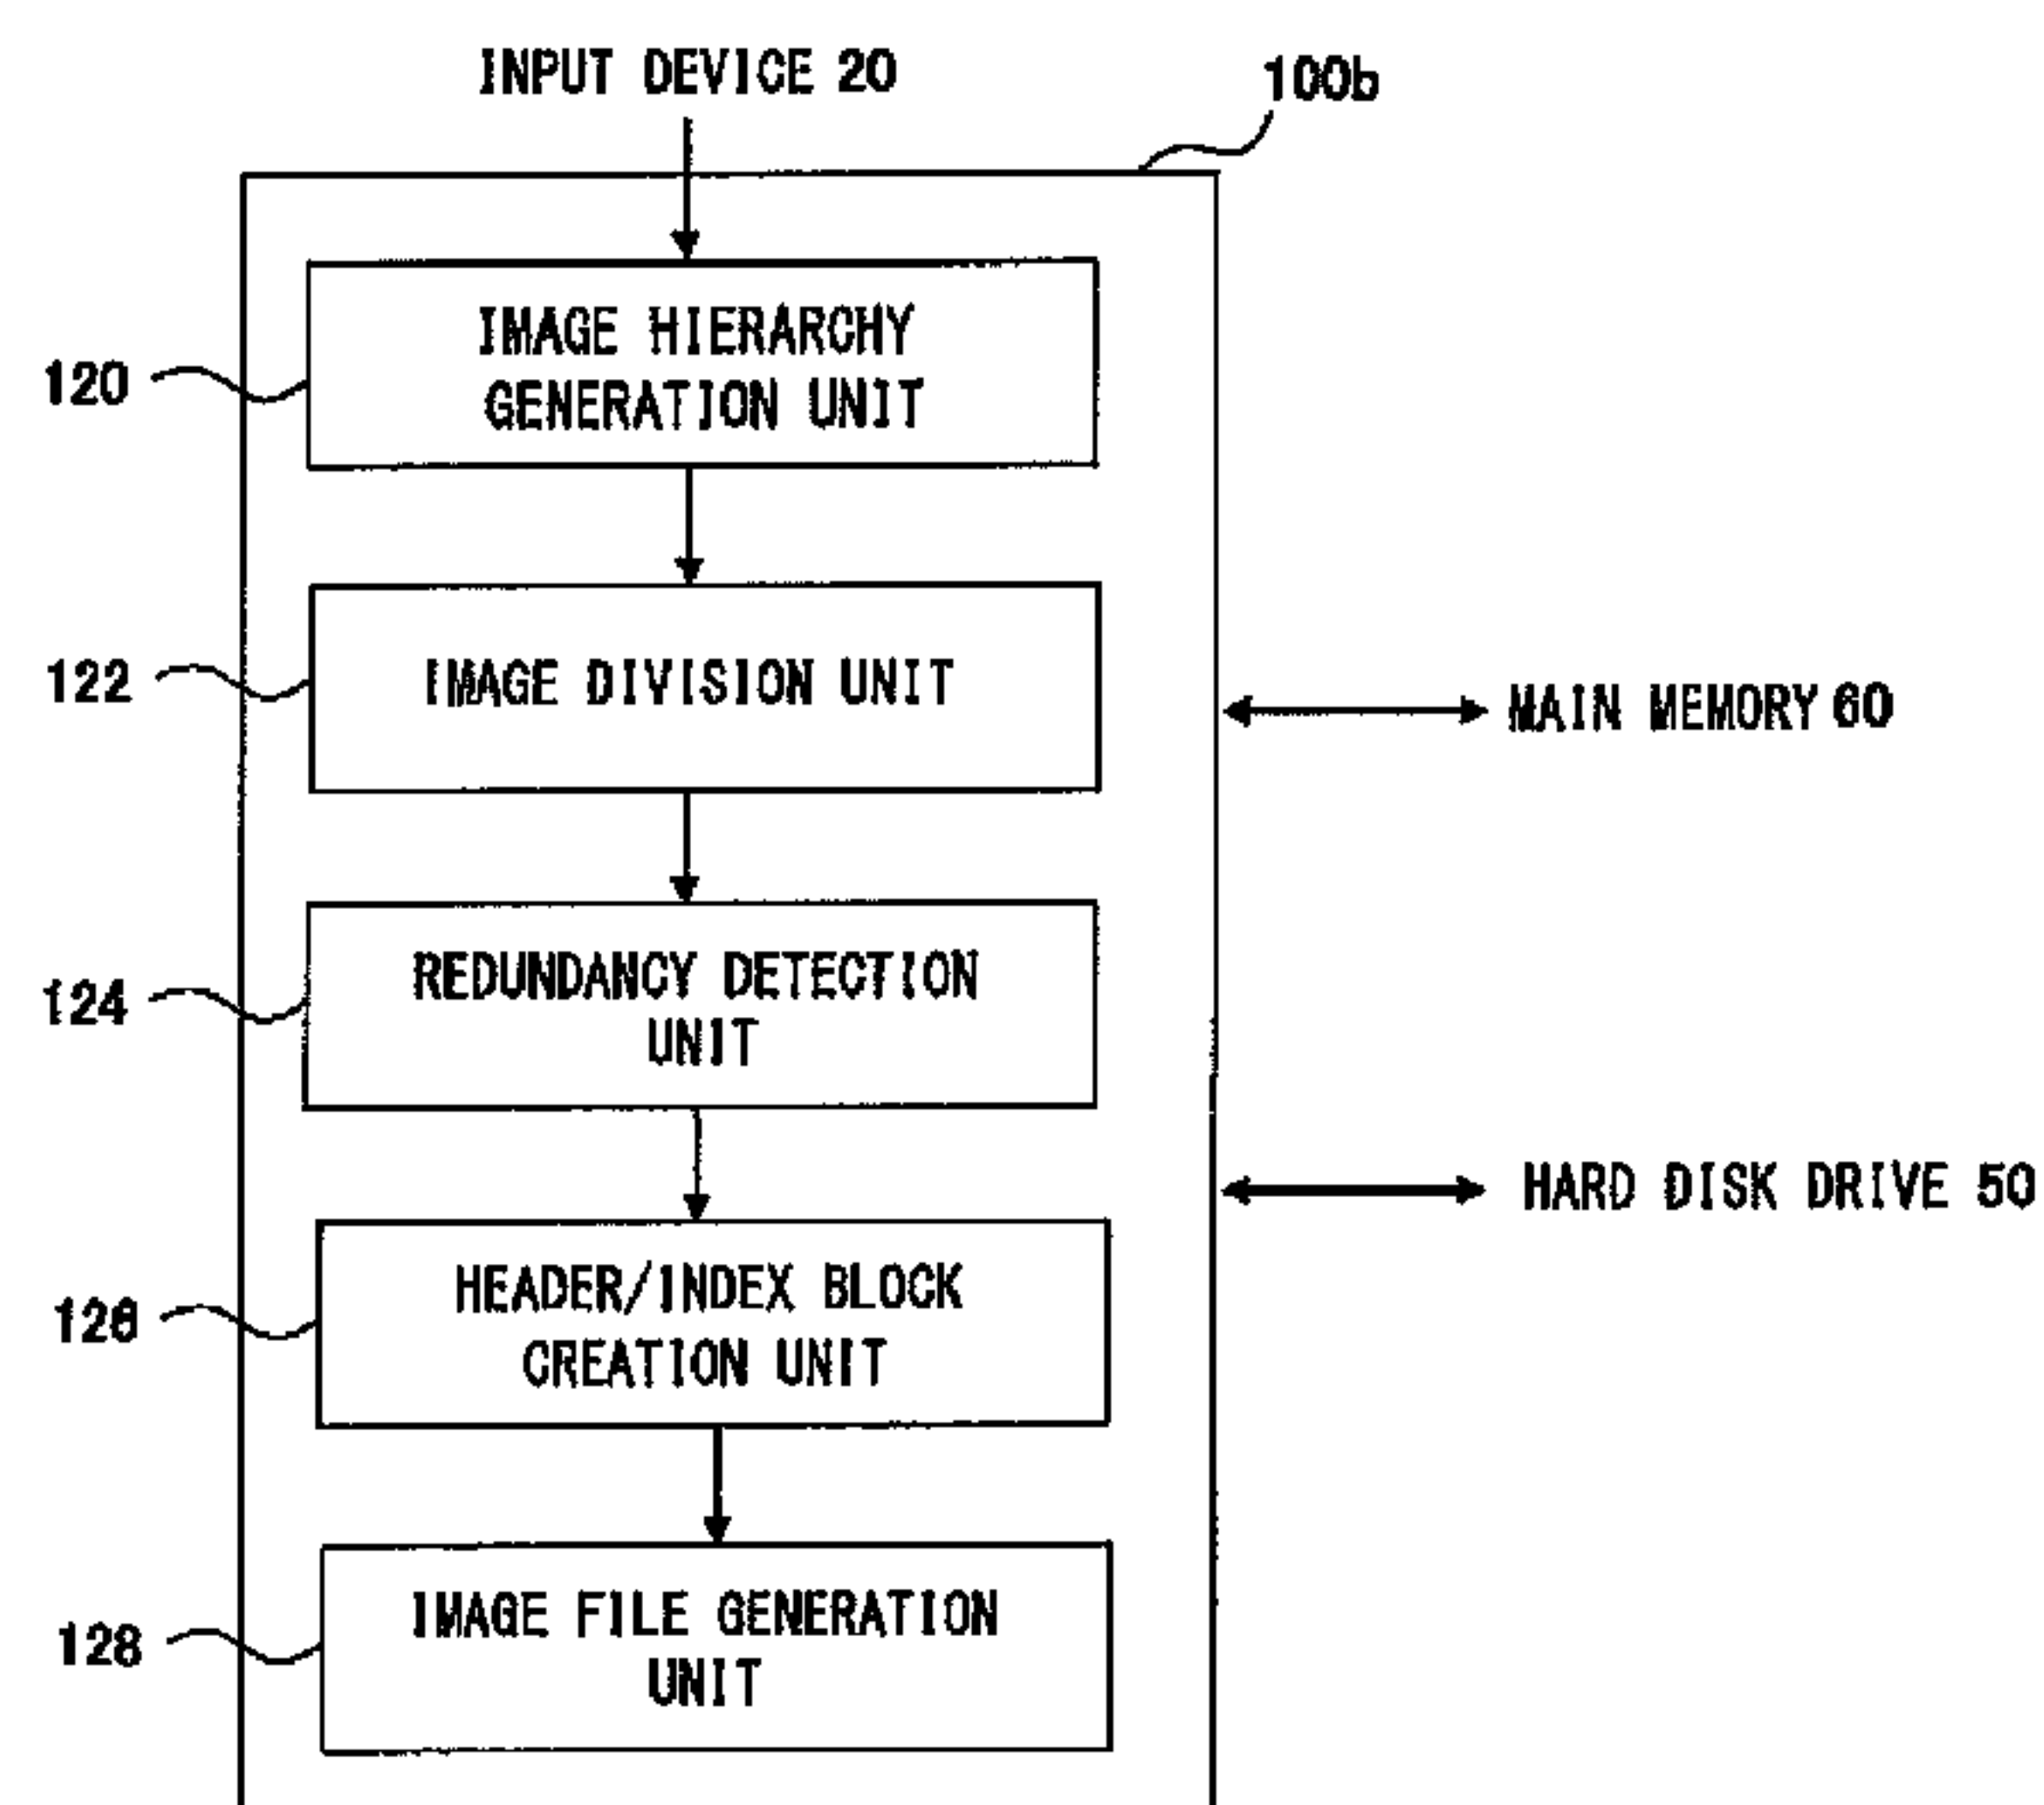 INPUT DEVICE 20
100b
120
IMAGE HIERARCHY
GENERATION UNIT
122
IMAGE DIVISION UNIT
MAIN MEMORY 60
124
REDUNDANCY DETECTION
UNIT
HARD DISK DRIVE 50
126
HEADER/INDEX BLOCK
CREATION UNIT
128
IMAGE FILE GENERATION
UNIT